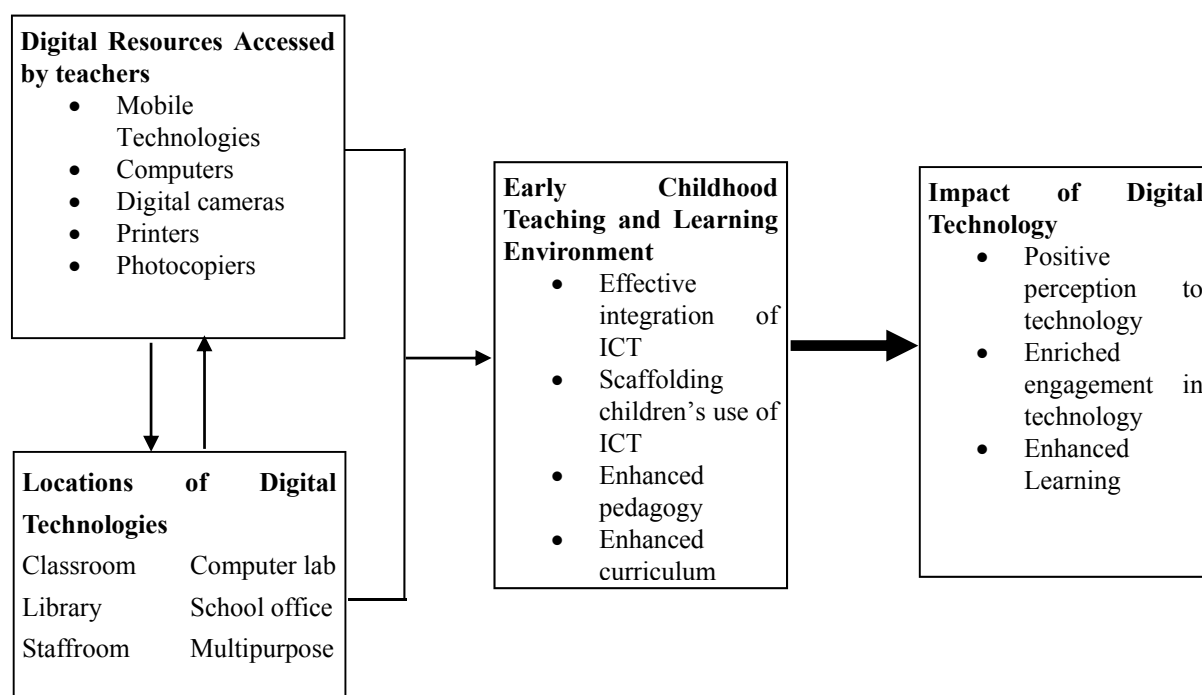 Digital Resources Accessed
by teachers
• Mobile
Technologies
• Computers
• Digital cameras
• Printers
• Photocopiers
Locations of Digital
Technologies
Classroom Computer lab
Library School office
Staffroom Multipurpose
Early Childhood
Teaching and Learning
Environment
• Effective
integration of
ICT
• Scaffolding
children’s use of
ICT
• Enhanced
pedagogy
• Enhanced
curriculum
Impact of Digital
Technology
• Positive
perception to
technology
• Enriched
engagement in
technology
• Enhanced
Learning